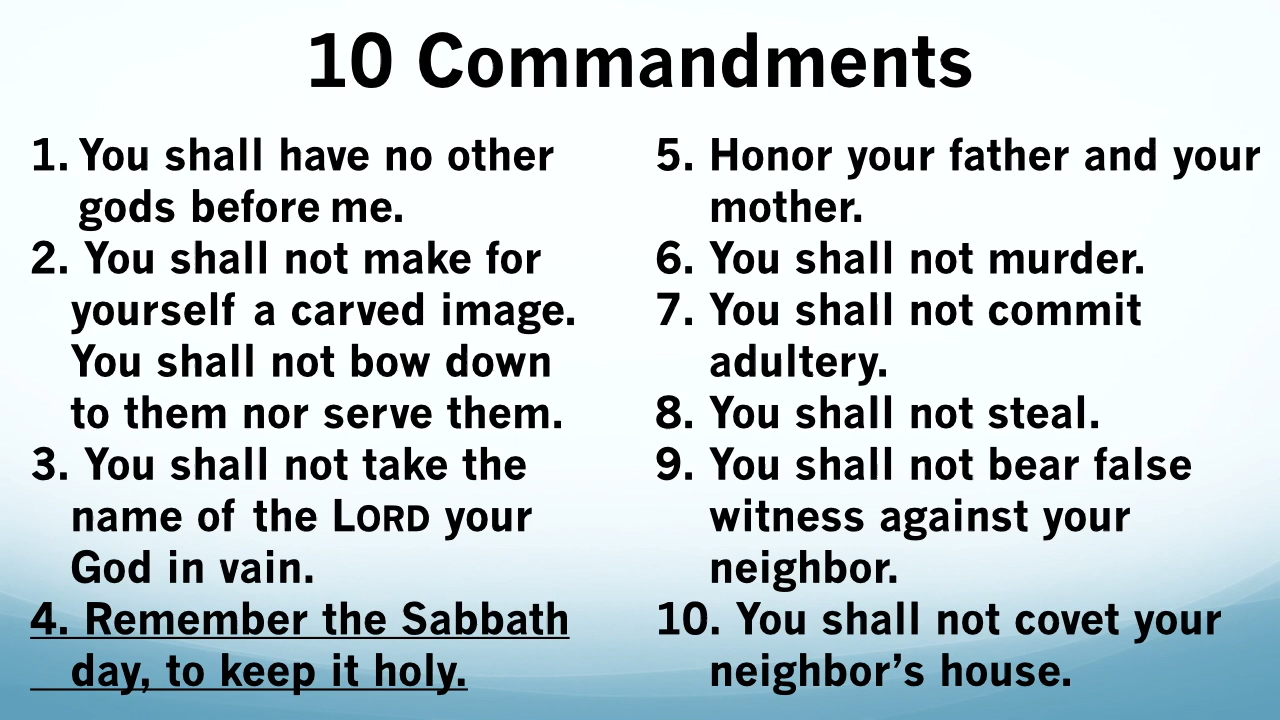 10 Commandments
1. You shall have no other
gods before me.
2. You shall not make for
yourself a carved image.
You shall not bow down
to them nor serve them.
3. You shall not take the
name of the LORD your
God in vain.
4. Remember the Sabbath
day, to keep it holy.
5. Honor your father and your
mother.
6. You shall not murder.
7. You shall not commit
adultery.
8. You shall not steal.
9. You shall not bear false
witness against your
neighbor.
10. You shall not covet your
neighbor’s house.